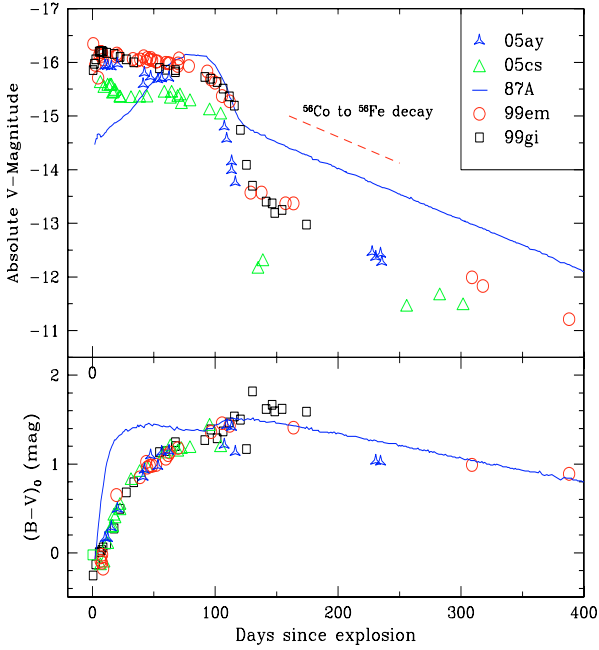 -17
-16
-15
-14
-13
-12
-11
Absolute V-Magnitude
⁵⁶Co to ⁵⁶Fe decay
05ay
05cs
87A
99em
99gi
0
2
1
0
(B-V)₀ (mag)
0
100
200
300
400
Days since explosion